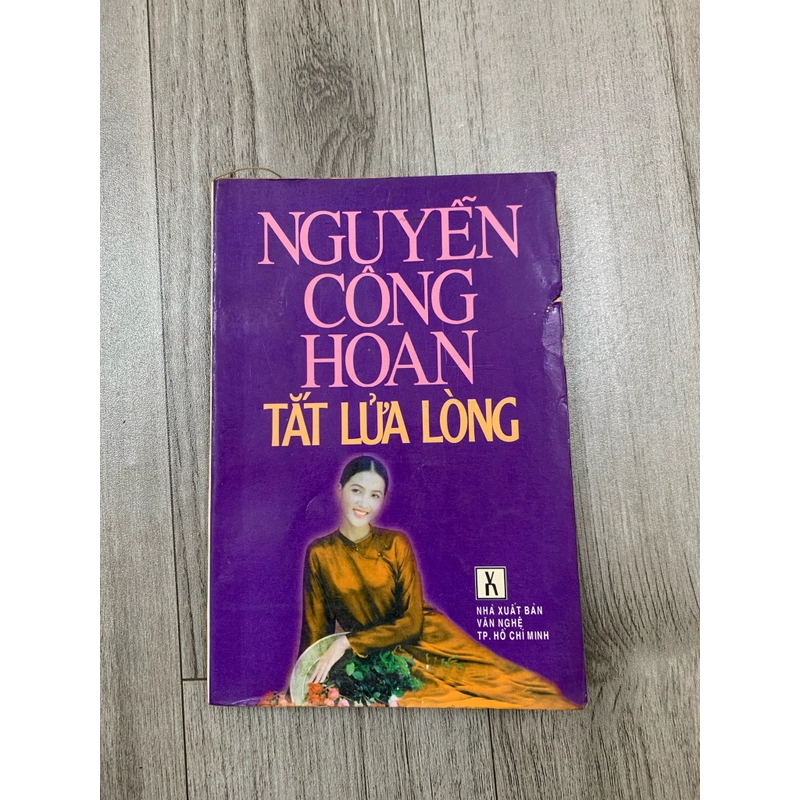 NGUYỄN
CÔNG
HOAN
TẮT LỬA LÒNG
NHÀ XUẤT BẢN
VĂN NGHỆ
TP. HỒ CHÍ MINH